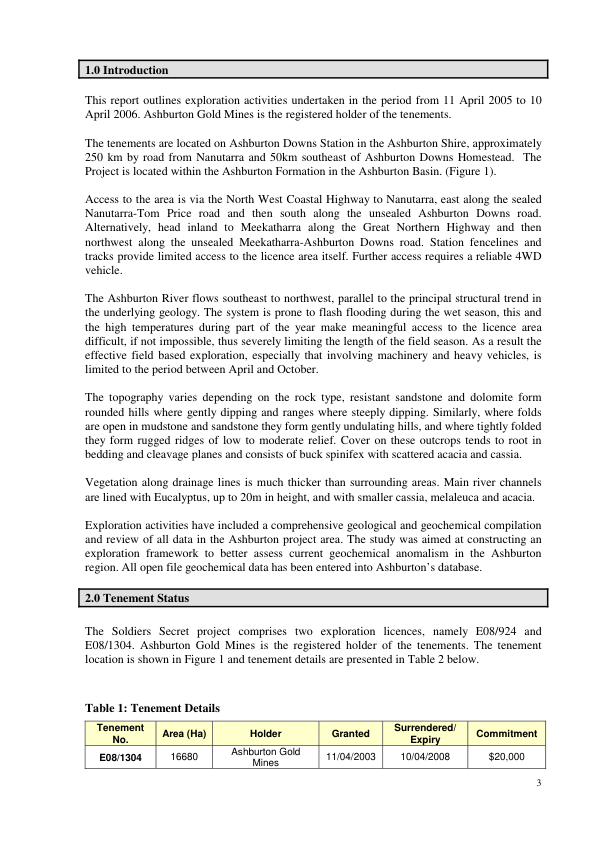 1.0 Introduction
This report outlines exploration activities undertaken in the period from 11 April 2005 to 10
April 2006. Ashburton Gold Mines is the registered holder of the tenements.
The tenements are located on Ashburton Downs Station in the Ashburton Shire, approximately
250 km by road from Nanutarra and 50km southeast of Ashburton Downs Homestead. The
Project is located within the Ashburton Formation in the Ashburton Basin. (Figure 1).
Access to the area is via the North West Coastal Highway to Nanutarra, east along the sealed
Nanutarra-Tom Price road and then south along the unsealed Ashburton Downs road.
Alternatively, head inland to Meekatharra along the Great Northern Highway and then
northwest along the unsealed Meekatharra-Ashburton Downs road. Station fencelines and
tracks provide limited access to the licence area itself. Further access requires a reliable 4WD
vehicle.
The Ashburton River flows southeast to northwest, parallel to the principal structural trend in
the underlying geology. The system is prone to flash flooding during the wet season, this and
the high temperatures during part of the year make meaningful access to the licence area
difficult, if not impossible, thus severely limiting the length of the field season. As a result the
effective field based exploration, especially that involving machinery and heavy vehicles, is
limited to the period between April and October.
The topography varies depending on the rock type, resistant sandstone and dolomite form
rounded hills where gently dipping and ranges where steeply dipping. Similarly, where folds
are open in mudstone and sandstone they form gently undulating hills, and where tightly folded
they form rugged ridges of low to moderate relief. Cover on these outcrops tends to root in
bedding and cleavage planes and consists of buck spinifex with scattered acacia and cassia.
Vegetation along drainage lines is much thicker than surrounding areas. Main river channels
are lined with Eucalyptus, up to 20m in height, and with smaller cassia, melaleuca and acacia.
Exploration activities have included a comprehensive geological and geochemical compilation
and review of all data in the Ashburton project area. The study was aimed at constructing an
exploration framework to better assess current geochemical anomalism in the Ashburton
region. All open file geochemical data has been entered into Ashburton's database.
2.0 Tenement Status
The Soldiers Secret project comprises two exploration licences, namely E08/924 and
E08/1304. Ashburton Gold Mines is the registered holder of the tenements. The tenement
location is shown in Figure 1 and tenement details are presented in Table 2 below.
Table 1: Tenement Details
Tenement No. Area (Ha) Holder Granted Surrendered/ Expiry Commitment
E08/1304 16680 Ashburton Gold Mines 11/04/2003 10/04/2008 $20,000
3